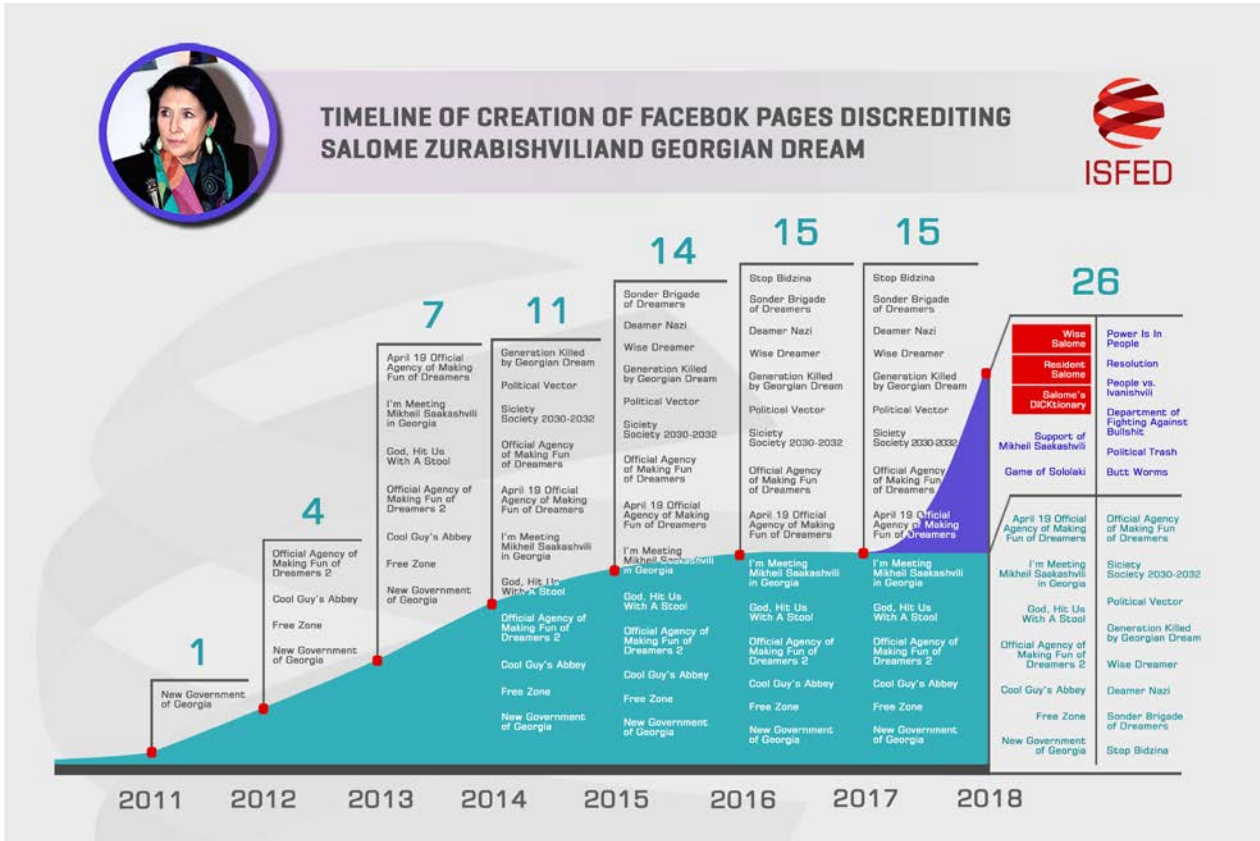 TIMELINE OF CREATION OF FACEBOK PAGES DISCREDITING
SALOME ZURABISHVILIAND GEORGIAN DREAM
ISFED
1
New Government
of Georgia
4
Official Agency of
Making Fun of
Dreamers 2
Cool Guy's Abbey
Free Zone
New Government
of Georgia
7
April 19 Official
Agency of Making
Fun of Dreamers
I'm Meeting
Mikheil Saakashvili
in Georgia
God, Hit Us
With A Stool
Official Agency of
Making Fun of
Dreamers 2
Cool Guy's Abbey
Free Zone
New Government
of Georgia
11
Generation Killed
by Georgian Dream
Political Vector
Siciety
Society 2030-2032
Official Agency
of Making Fun
of Dreamers
April 19 Official
Agency of Making
Fun of Dreamers
I'm Meeting
Mikheil Saakashvili
in Georgia
God, Hit Us
With A Stool
Official Agency of
Making Fun of
Dreamers 2
Cool Guy's Abbey
Free Zone
New Government
of Georgia
14
Sonder Brigade
of Dreamers
Deamer Nazi
Wise Dreamer
Generation Killed
by Georgian Dream
Political Vector
Siciety
Society 2030-2032
Official Agency
of Making Fun
of Dreamers
April 19 Official
Agency of Making
Fun of Dreamers
I'm Meeting
Mikheil Saakashvili
in Georgia
God, Hit Us
With A Stool
Official Agency of
Making Fun of
Dreamers 2
Cool Guy's Abbey
Free Zone
New Government
of Georgia
15
Stop Bidzina
Sonder Brigade
of Dreamers
Deamer Nazi
Wise Dreamer
Generation Killed
by Georgian Dream
Political Vector
Siciety
Society 2030-2032
Official Agency
of Making Fun
of Dreamers
April 19 Official
Agency of Making
Fun of Dreamers
I'm Meeting
Mikheil Saakashvili
in Georgia
God, Hit Us
With A Stool
Official Agency of
Making Fun of
Dreamers 2
Cool Guy's Abbey
Free Zone
New Government
of Georgia
15
Stop Bidzina
Sonder Brigade
of Dreamers
Deamer Nazi
Wise Dreamer
Generation Killed
by Georgian Dream
Political Vector
Siciety
Society 2030-2032
Official Agency
of Making Fun
of Dreamers
April 19 Official
Agency of Making
Fun of Dreamers
I'm Meeting
Mikheil Saakashvili
in Georgia
God, Hit Us
With A Stool
Official Agency of
Making Fun of
Dreamers 2
Cool Guy's Abbey
Free Zone
New Government
of Georgia
26
Wise
Salome
Resident
Salome
Salome's
DICKtionary
Support of
Mikheil Saakashvili
Game of Sololaki
Power Is In
People
Resolution
People vs.
Ivanishvili
Department of
Fighting Against
Bullshit
Political Trash
Butt Worms
April 19 Official
Agency of Making
Fun of Dreamers
I'm Meeting
Mikheil Saakashvili
in Georgia
God, Hit Us
With A Stool
Official Agency of
Making Fun of
Dreamers 2
Cool Guy's Abbey
Free Zone
New Government
of Georgia
Official Agency
of Making Fun
of Dreamers
Siciety
Society 2030-2032
Political Vector
Generation Killed
by Georgian Dream
Wise Dreamer
Deamer Nazi
Sonder Brigade
of Dreamers
Stop Bidzina
2011
2012
2013
2014
2015
2016
2017
2018